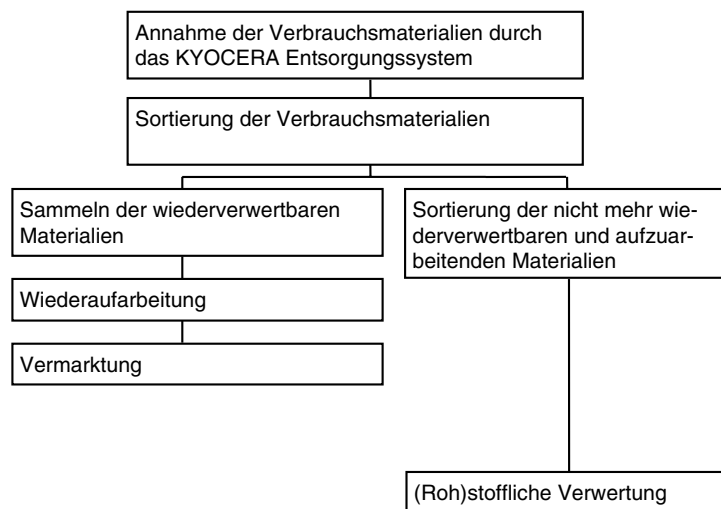 Annahme der Verbrauchsmaterialien durch
das KYOCERA Entsorgungssystem
Sortierung der Verbrauchsmaterialien
Sammeln der wiederverwertbaren
Materialien
Wiederaufarbeitung
Vermarktung
Sortierung der nicht mehr wie-
derverwertbaren und aufzuar-
beitenden Materialien
(Roh)stoffliche Verwertung